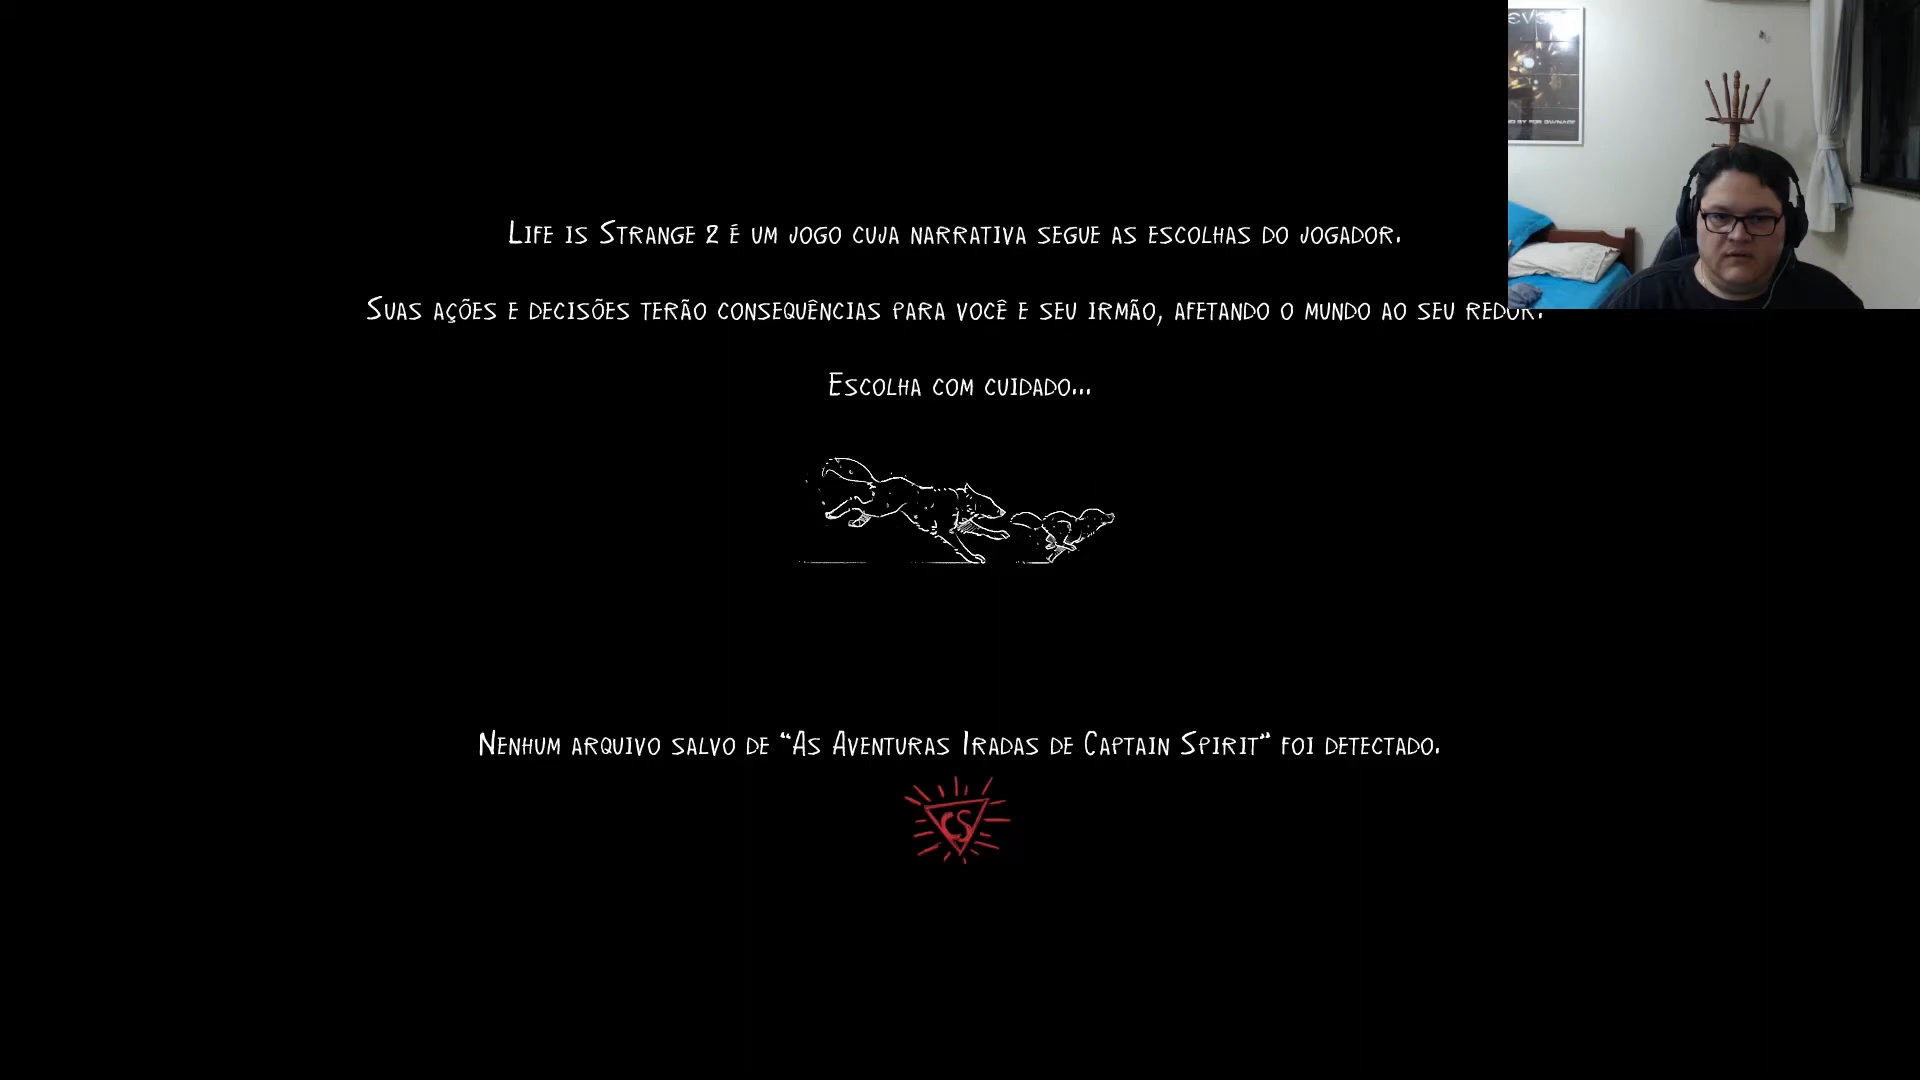 Life is Strange 2 é um jogo cuja narrativa segue as escolhas do jogador.
Suas ações e decisões terão consequências para você e seu irmão, afetando o mundo ao seu redor.
Escolha com cuidado...
Nenhum arquivo salvo de “As Aventuras Iradas de Captain Spirit” foi detectado.
CS